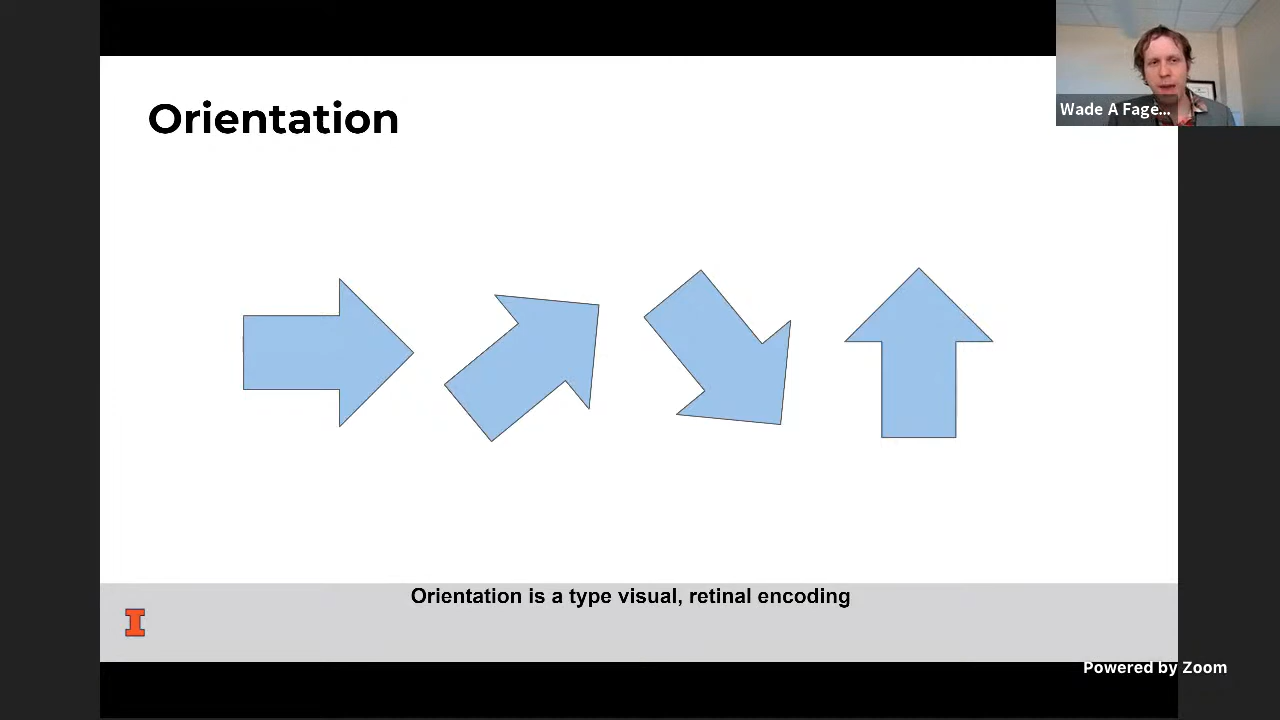 Orientation
Wade A Fage...
Orientation is a type visual, retinal encoding
I
Powered by Zoom